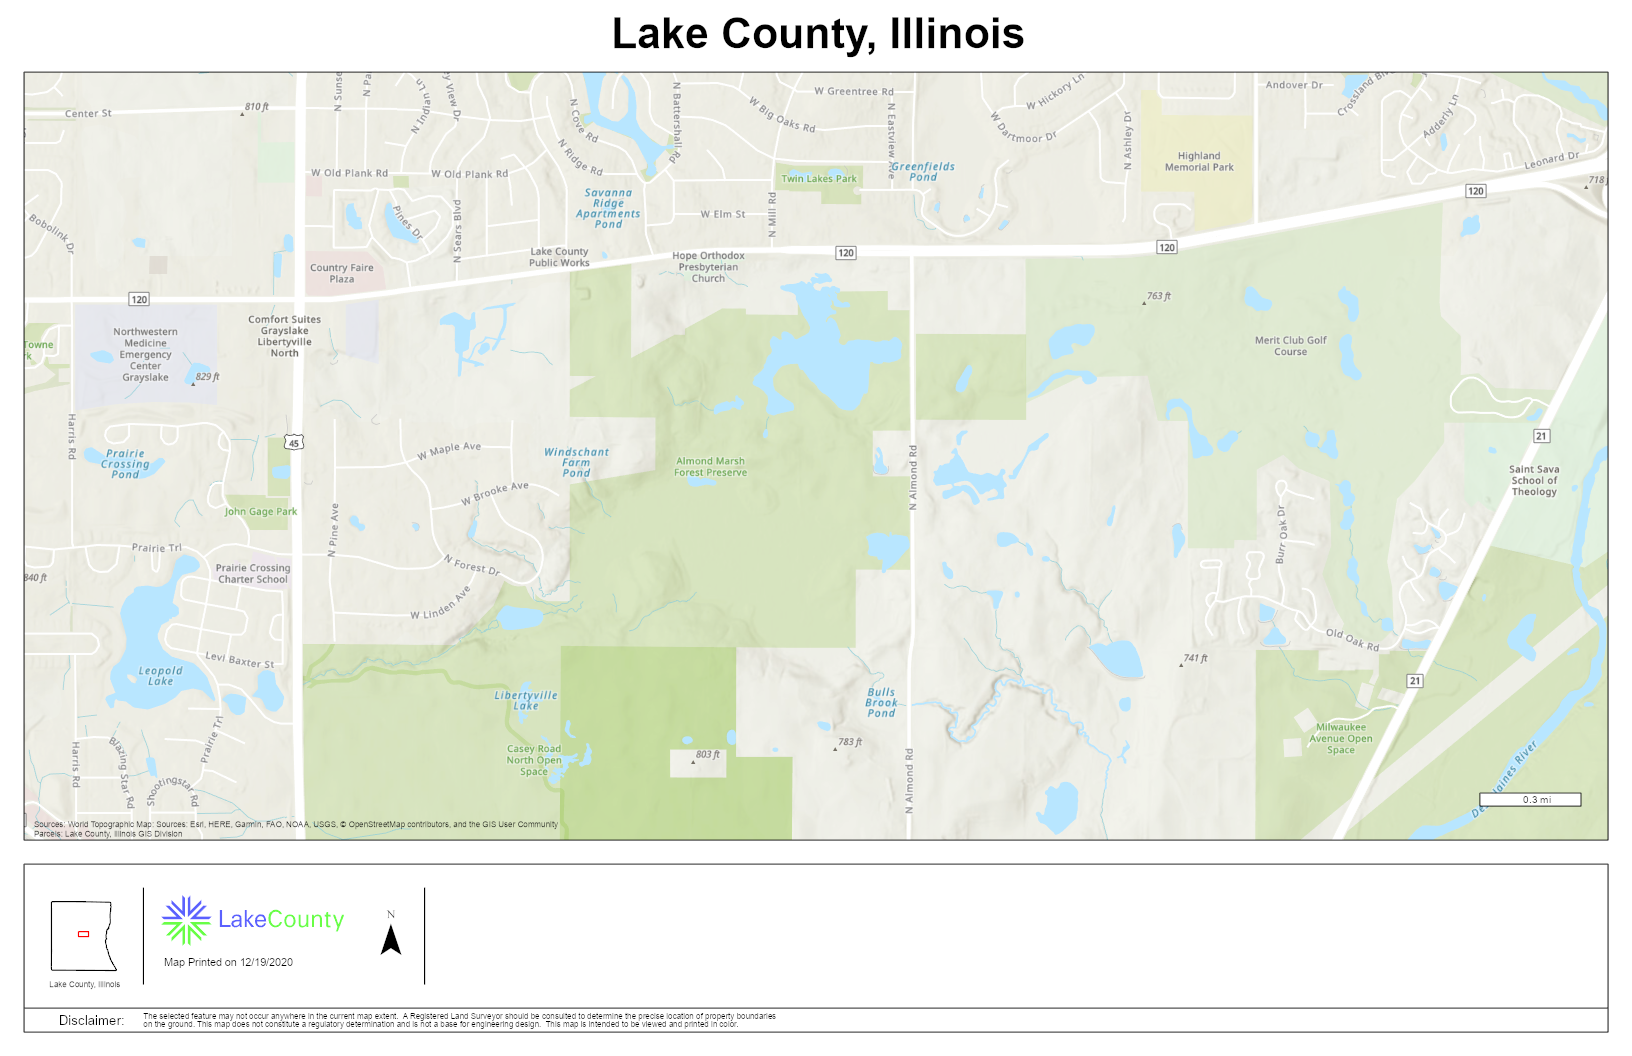 Lake County, Illinois
Center St
810 ft
N Sunse
N Pa
N Indian Ln
y View Dr
N Cove Rd
N Ridge Rd
N Battershall Rd
W Big Oaks Rd
W Greentree Rd
N Eastview Ave
W Hickory Ln
W Dartmoor Dr
N Ashley Dr
Andover Dr
Crossland Blv
Adderly Ln
Leonard Dr
Highland
Memorial Park
Greenfields
Pond
Twin Lakes Park
W Old Plank Rd
W Old Plank Rd
120
718
Savanna
Ridge
Apartments
Pond
W Elm St
N Mill Rd
Pines Dr
N Sears Blvd
Bobolink Dr
Lake County
Public Works
Hope Orthodox
Presbyterian
Church
120
120
Country Faire
Plaza
120
763 ft
Comfort Suites
Grayslake
Libertyville
North
Northwestern
Medicine
Emergency
Center
Grayslake
829 ft
Towne
rk
Merit Club Golf
Course
Harris Rd
45
21
W Maple Ave
Prairie
Crossing
Pond
Windschant
Farm
Pond
Almond Marsh
Forest Preserve
N Almond Rd
Saint Sava
School of
Theology
W Brooke Ave
John Gage Park
N Pine Ave
Burr Oak Dr
Prairie Trl
N Forest Dr
Prairie Crossing
Charter School
840 ft
W Linden Ave
Old Oak Rd
Levi Baxter St
741 ft
Leopold
Lake
21
Libertyville
Lake
Bulls
Brook
Pond
Prairie Trl
Milwaukee
Avenue Open
Space
Harris Rd
Blazing Star Rd
Shootingstar Rd
Casey Road
North Open
Space
803 ft
783 ft
N Almond Rd
Des Plaines River
0.3 mi
Sources: World Topographic Map: Sources: Esri, HERE, Garmin, FAO, NOAA, USGS, © OpenStreetMap contributors, and the GIS User Community
Parcels: Lake County, Illinois GIS Division
LakeCounty
N
Map Printed on 12/19/2020
Lake County, Illinois
Disclaimer:
The selected feature may not occur anywhere in the current map extent. A Registered Land Surveyor should be consulted to determine the precise location of property boundaries
on the ground. This map does not constitute a regulatory determination and is not a base for engineering design. This map is intended to be viewed and printed in color.